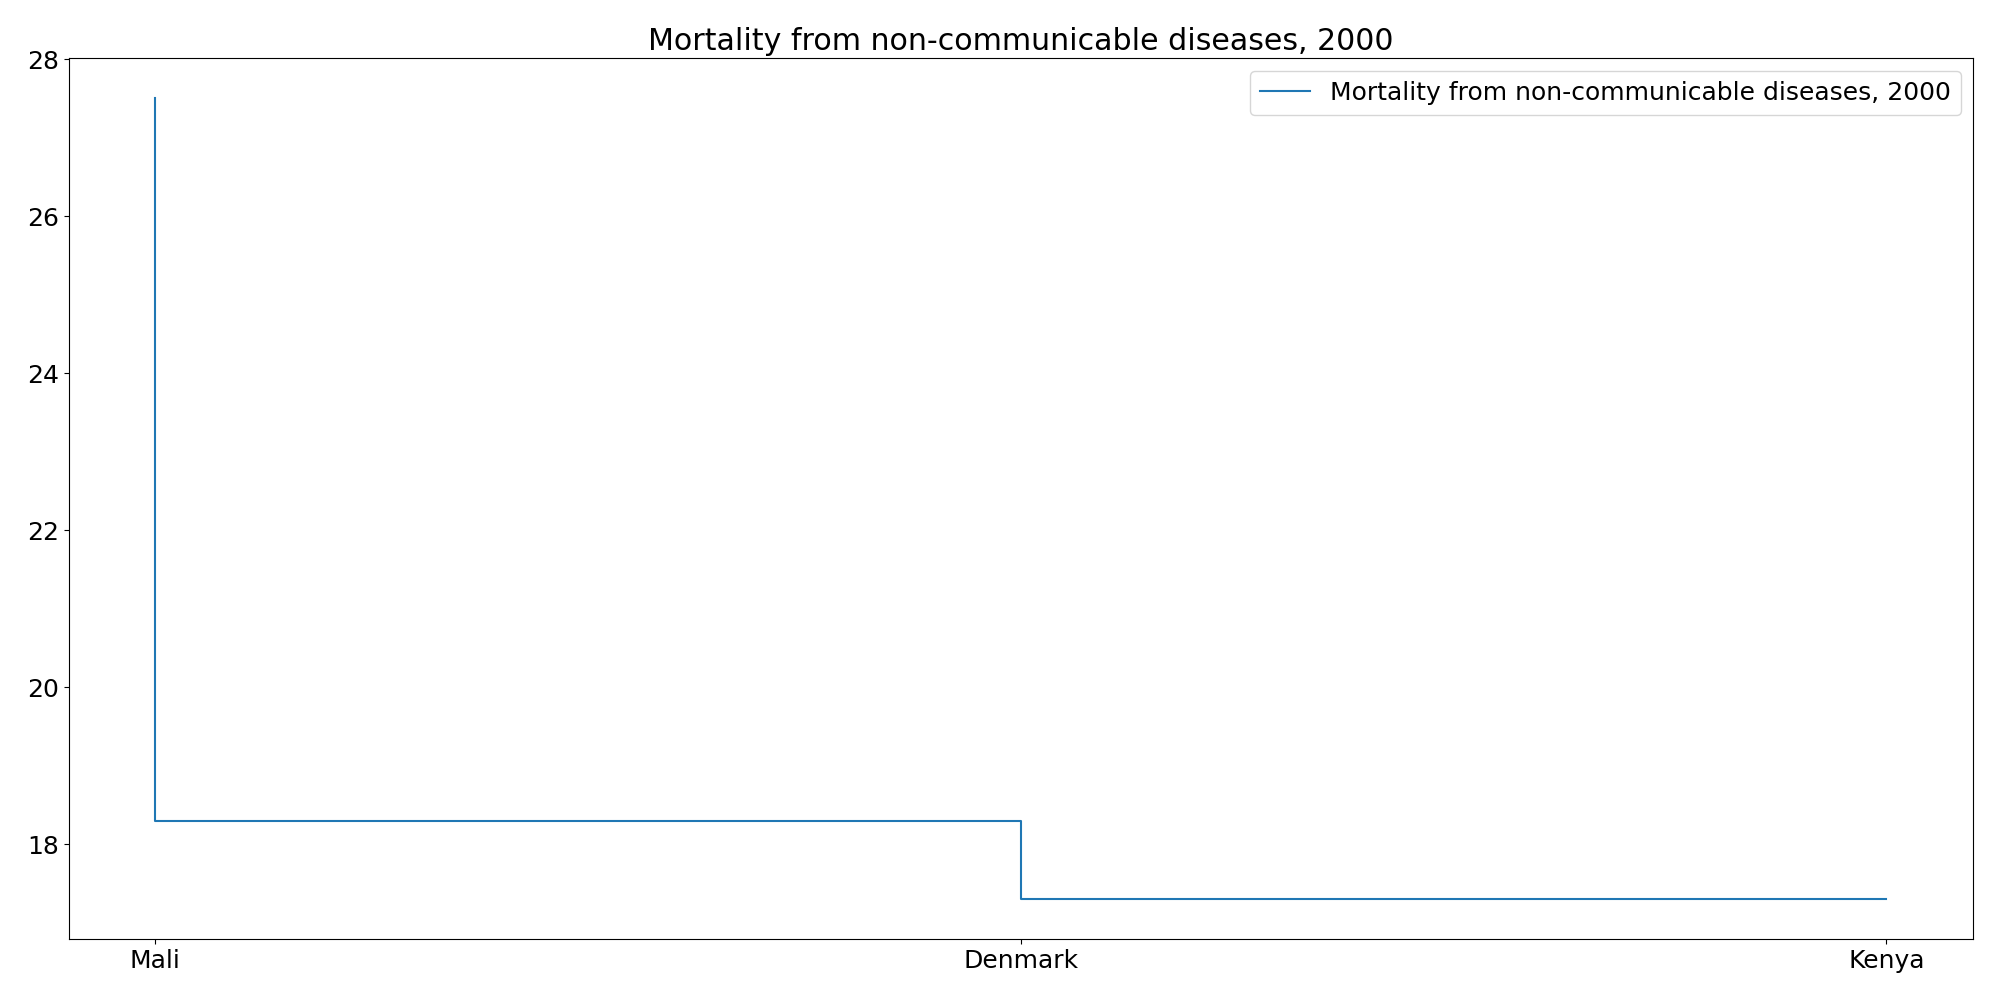 Mortality from non-communicable diseases, 2000
Mortality from non-communicable diseases, 2000
28
26
24
22
20
18
Mali Denmark Kenya